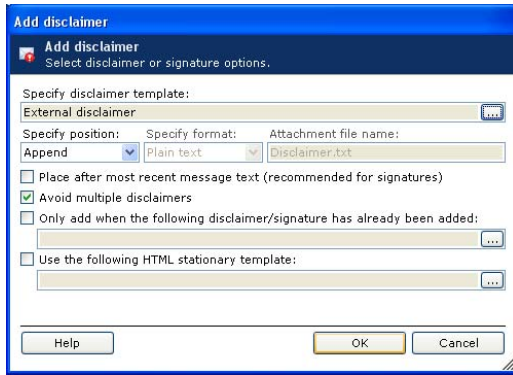 Add disclaimer
Add disclaimer
Select disclaimer or signature options.
Specify disclaimer template:
External disclaimer
...
Specify position: Specify format: Attachment file name:
Append Plain text Disclaimer.txt
Place after most recent message text (recommended for signatures)
Avoid multiple disclaimers
Only add when the following disclaimer/signature has already been added:
...
Use the following HTML stationary template:
...
Help OK Cancel